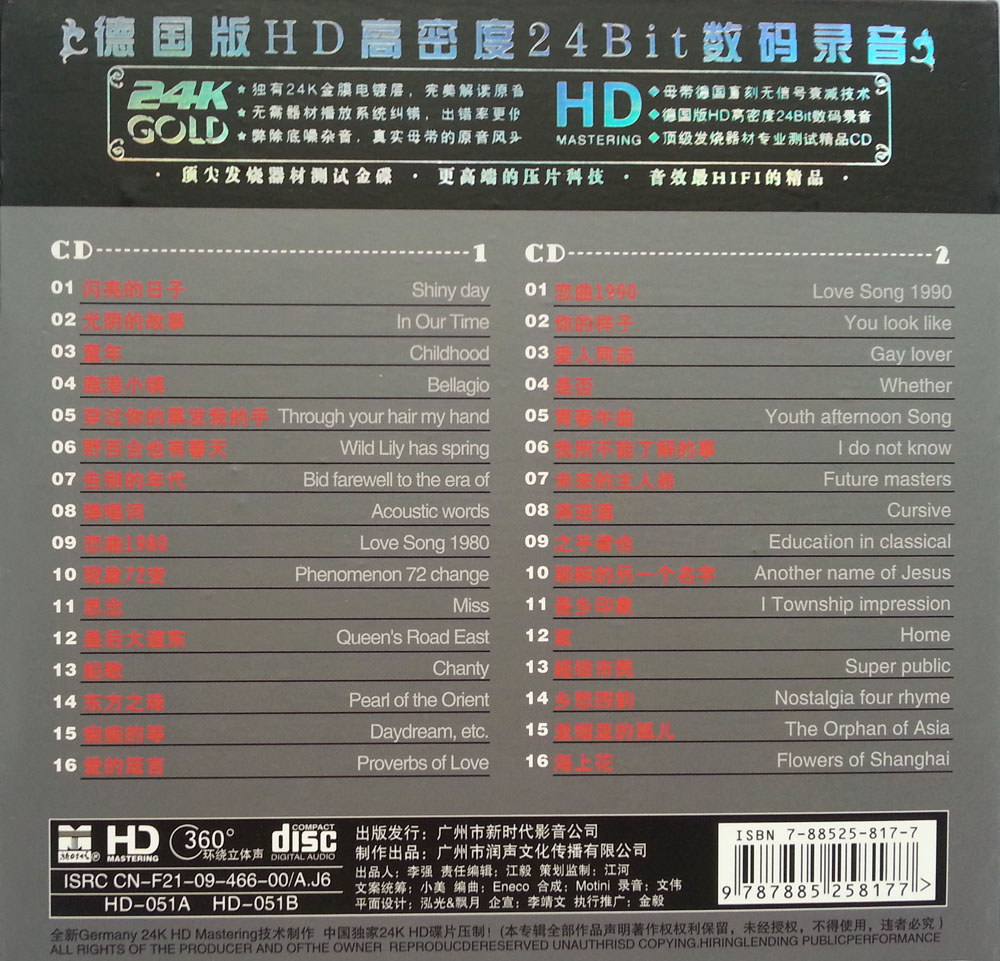 德国版HD高密度24Bit数码录音
24K GOLD
★ 独有24K金膜电镀层，完美解读原音
★ 无需器材播放系统纠错，出错率更低
★ 弊除底噪杂音，真实母带的原音风头
HD MASTERING
◆母带德国直刻无信号衰减技术
◆德国版HD高密度24Bit数码录音
◆顶级发烧器材专业测试精品CD
· 顶尖发烧器材测试金碟 · 更高端的压片科技 · 音效最HIFI的精品 ·
CD 1
01 闪亮的日子 Shiny day
02 光阴的故事 In Our Time
03 童年 Childhood
04 鹿港小镇 Bellagio
05 穿过你的黑发我的手 Through your hair my hand
06 野百合也有春天 Wild Lily has spring
07 告别的年代 Bid farewell to the era of
08 弹唱词 Acoustic words
09 恋曲1980 Love Song 1980
10 现象72变 Phenomenon 72 change
11 思念 Miss
12 皇后大道东 Queen's Road East
13 船歌 Chanty
14 东方之珠 Pearl of the Orient
15 痴痴的等 Daydream, etc.
16 爱的箴言 Proverbs of Love
CD 2
01 恋曲1990 Love Song 1990
02 你的样子 You look like
03 爱人同志 Gay lover
04 是否 Whether
05 青春午曲 Youth afternoon Song
06 我所不能了解的事 I do not know
07 未来的主人翁 Future masters
08 Cursive
09 之乎者也 Education in classical
10 耶稣的另一个名字 Another name of Jesus
11 吾乡印象 I Township impression
12 家 Home
13 超级市民 Super public
14 乡愁四韵 Nostalgia four rhyme
15 亚细亚的孤儿 The Orphan of Asia
16 海上花 Flowers of Shanghai
HD MASTERING
360° 环绕立体声
COMPACT disc DIGITAL AUDIO
ISRC CN-F21-09-466-00/A.J6
HD-051A HD-051B
出版发行：广州市新时代影音公司
制作出品：广州市润声文化传播有限公司
出品人：李强 责任编辑：江毅 策划监制：江河
文案统筹：小美 编曲：Eneco 合成：Motini 录音：文伟
平面设计：泓光&飘月 企宣：李靖文 执行推广：金毅
ISBN 7-88525-817-7
9 787885 258177 >
全新Germany 24K HD Mastering技术制作 中国独家24K HD碟片压制！(本专辑全部作品声明著作权权利保留，未经授权，不得使用，违者必究）
ALL RIGHTS OF THE PRODUCER AND OFTHE OWNER REPRODUCDERESERVED UNAUTHRISD COPYING.HIRINGLENDING PUBLICPERFORMANCE